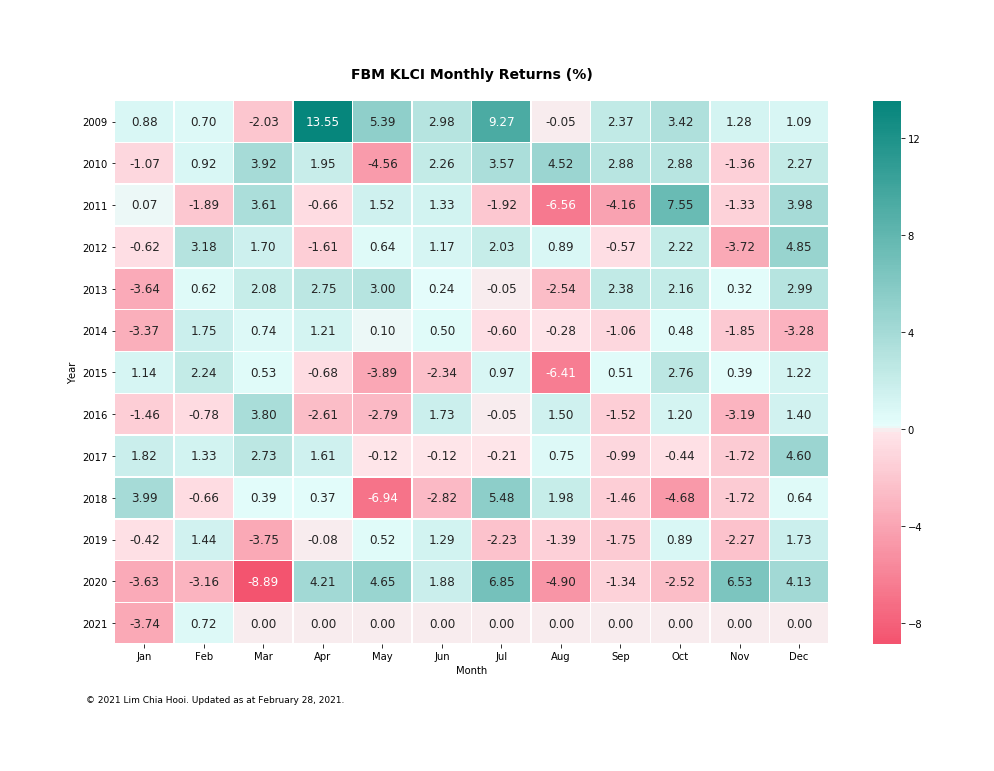 FBM KLCI Monthly Returns (%)
2009 0.88 0.70 -2.03 13.55 5.39 2.98 9.27 -0.05 2.37 3.42 1.28 1.09
2010 -1.07 0.92 3.92 1.95 -4.56 2.26 3.57 4.52 2.88 2.88 -1.36 2.27
2011 0.07 -1.89 3.61 -0.66 1.52 1.33 -1.92 -6.56 -4.16 7.55 -1.33 3.98
2012 -0.62 3.18 1.70 -1.61 0.64 1.17 2.03 0.89 -0.57 2.22 -3.72 4.85
2013 -3.64 0.62 2.08 2.75 3.00 0.24 -0.05 -2.54 2.38 2.16 0.32 2.99
2014 -3.37 1.75 0.74 1.21 0.10 0.50 -0.60 -0.28 -1.06 0.48 -1.85 -3.28
2015 1.14 2.24 0.53 -0.68 -3.89 -2.34 0.97 -6.41 0.51 2.76 0.39 1.22
2016 -1.46 -0.78 3.80 -2.61 -2.79 1.73 -0.05 1.50 -1.52 1.20 -3.19 1.40
2017 1.82 1.33 2.73 1.61 -0.12 -0.12 -0.21 0.75 -0.99 -0.44 -1.72 4.60
2018 3.99 -0.66 0.39 0.37 -6.94 -2.82 5.48 1.98 -1.46 -4.68 -1.72 0.64
2019 -0.42 1.44 -3.75 -0.08 0.52 1.29 -2.23 -1.39 -1.75 0.89 -2.27 1.73
2020 -3.63 -3.16 -8.89 4.21 4.65 1.88 6.85 -4.90 -1.34 -2.52 6.53 4.13
2021 -3.74 0.72 0.00 0.00 0.00 0.00 0.00 0.00 0.00 0.00 0.00 0.00
Jan Feb Mar Apr May Jun Jul Aug Sep Oct Nov Dec
Month
Year
12
8
4
0
−4
−8
© 2021 Lim Chia Hooi. Updated as at February 28, 2021.